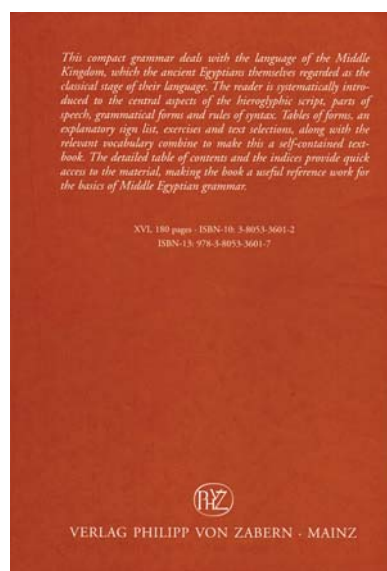 This compact grammar deals with the language of the Middle
Kingdom, which the ancient Egyptians themselves regarded as the
classical stage of their language. The reader is systematically intro-
duced to the central aspects of the hieroglyphic script, parts of
speech, grammatical forms and rules of syntax. Tables of forms, an
explanatory sign list, exercises and text selections, along with the
relevant vocabulary combine to make this a self-contained text-
book. The detailed table of contents and the indices provide quick
access to the material, making the book a useful reference work for
the basics of Middle Egyptian grammar.
XVI, 180 pages · ISBN-10: 3-8053-3601-2
ISBN-13: 978-3-8053-3601-7
PHVZ
VERLAG PHILIPP VON ZABERN · MAINZ